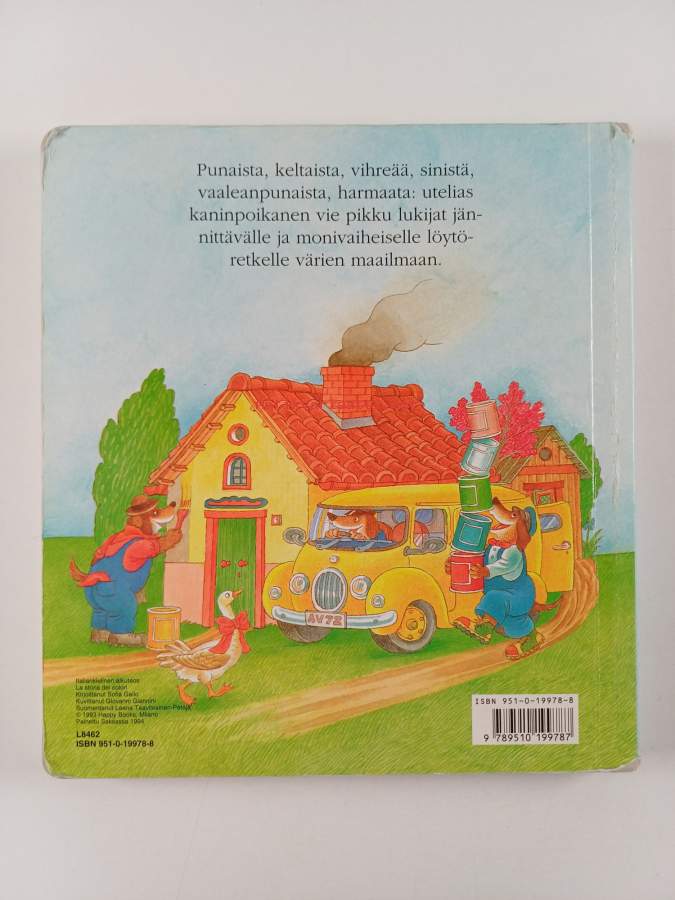 Punaista, keltaista, vihreää, sinistä,
vaaleanpunaista, harmaata: utelias
kaninpoikanen vie pikku lukijat jän-
nittävälle ja monivaiheiselle löytö-
retkelle värien maailmaan.
6
AV72
Italiankielinen alkuteos
La storia dei colori
Kirjoittanut Sofia Gallo
Kuvittanut Giovanni Giannini
Suomentanut Leena Taavitsainen-Petäjä
© 1993 Happy Books, Milano
Painettu Saksassa 1994
L8462
ISBN 951-0-19978-8
ISBN 951-0-19978-8
9 789510 199787